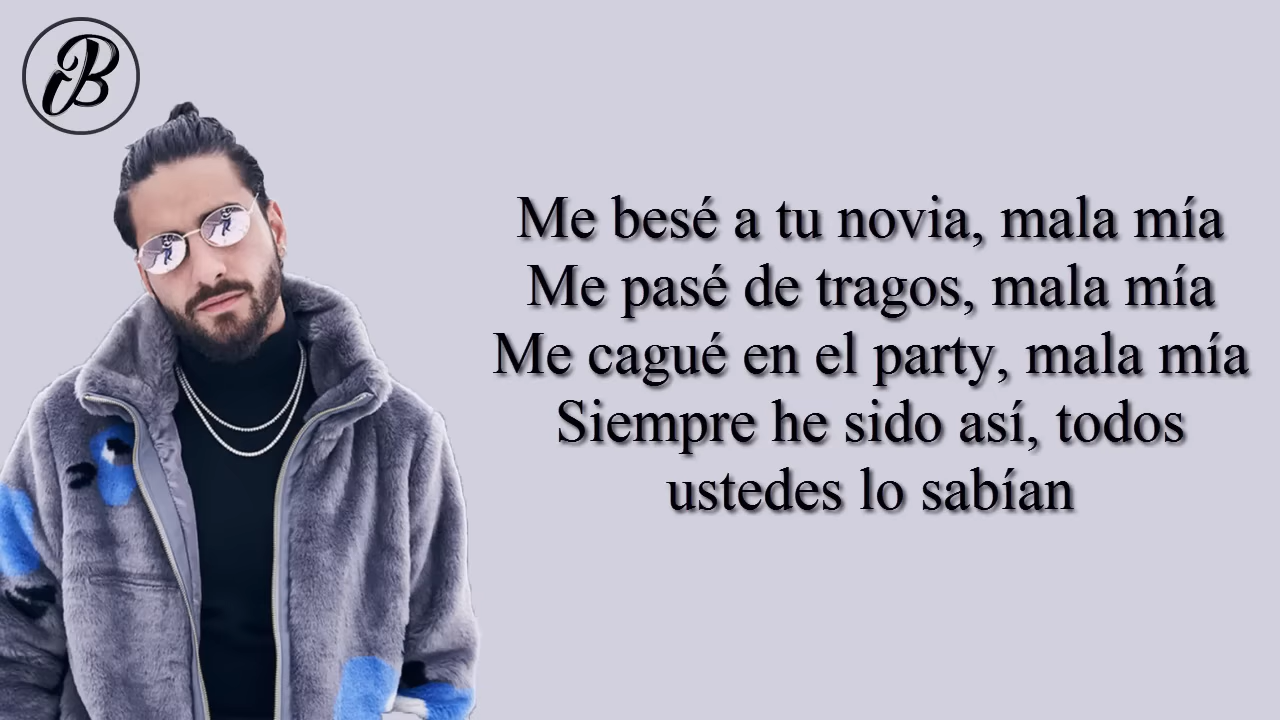 B
Me besé a tu novia, mala mía
Me pasé de tragos, mala mía
Me cagué en el party, mala mía
Siempre he sido así, todos
ustedes lo sabían